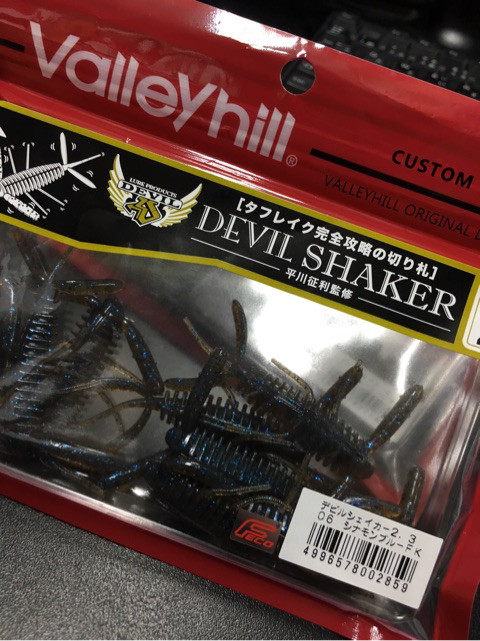 ValleyHill®
CUSTOM
VALLEYHILL ORIGINAL
LURE PRODUCTS
DEVIL
[タフレイク完全攻略の切り札]
DEVIL SHAKER
平川征利監修
FECO
デビルシェイカー2.3
06 シナモンブルーFK
4996578002859